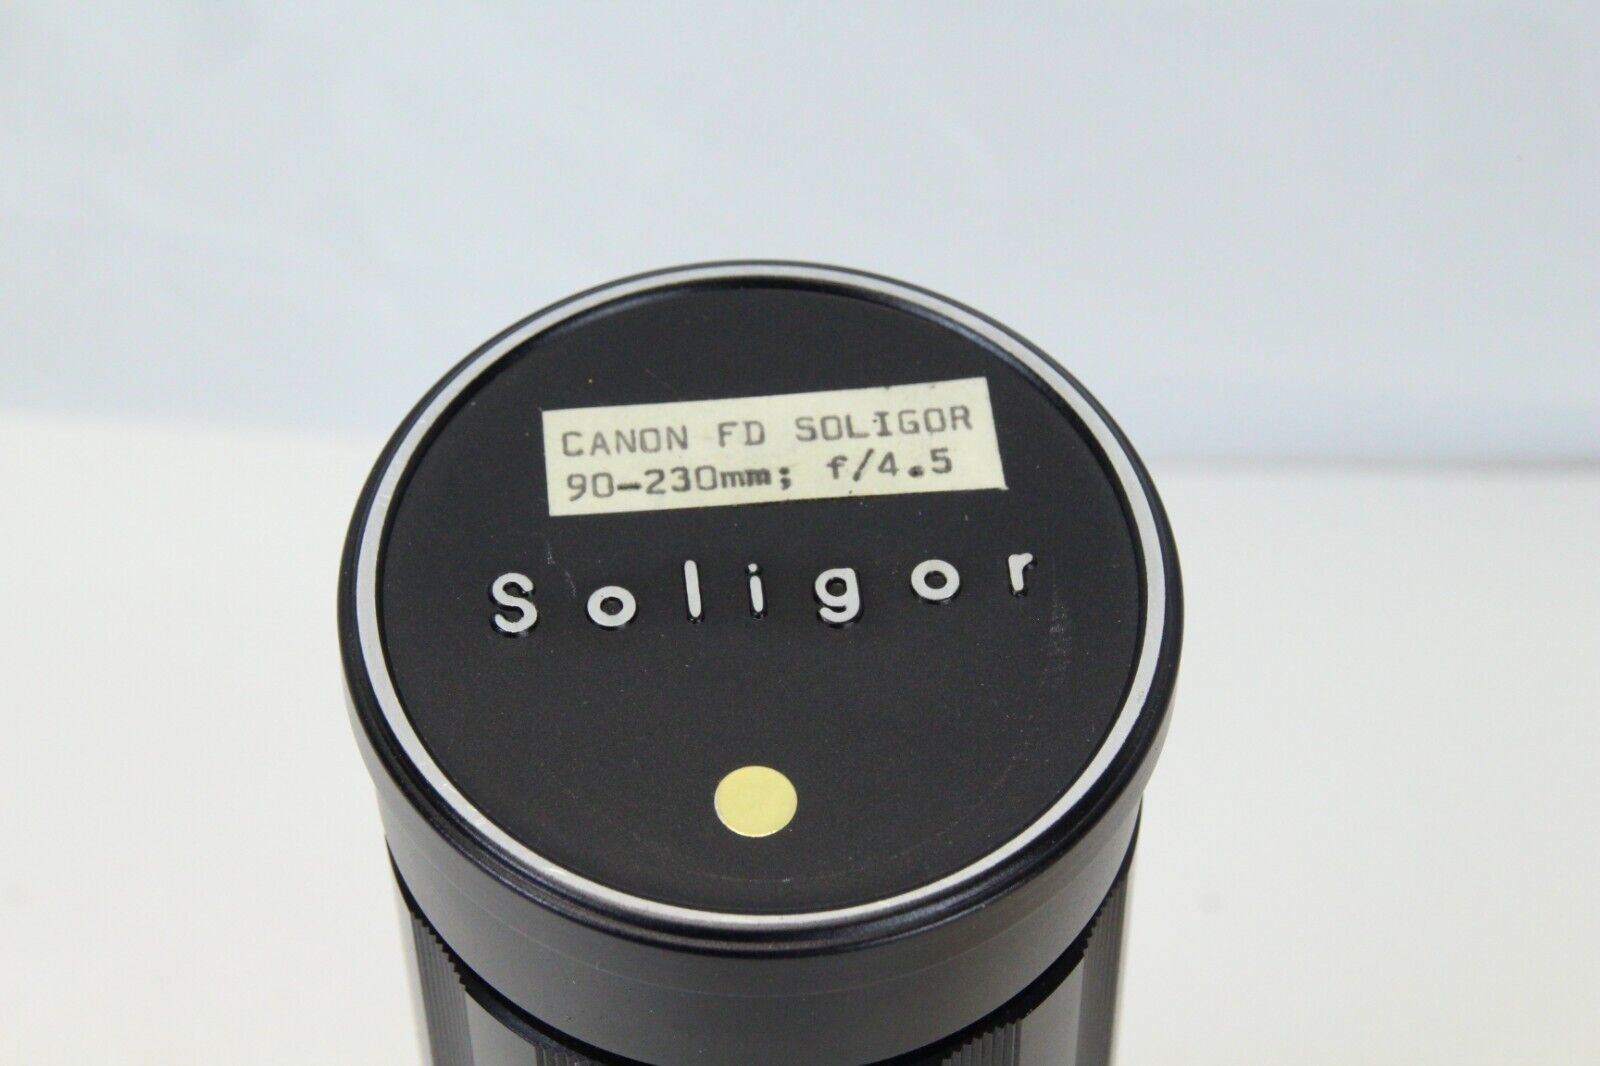 CANON FD SOLIGOR
90-230mm; f/4.5
Soligor